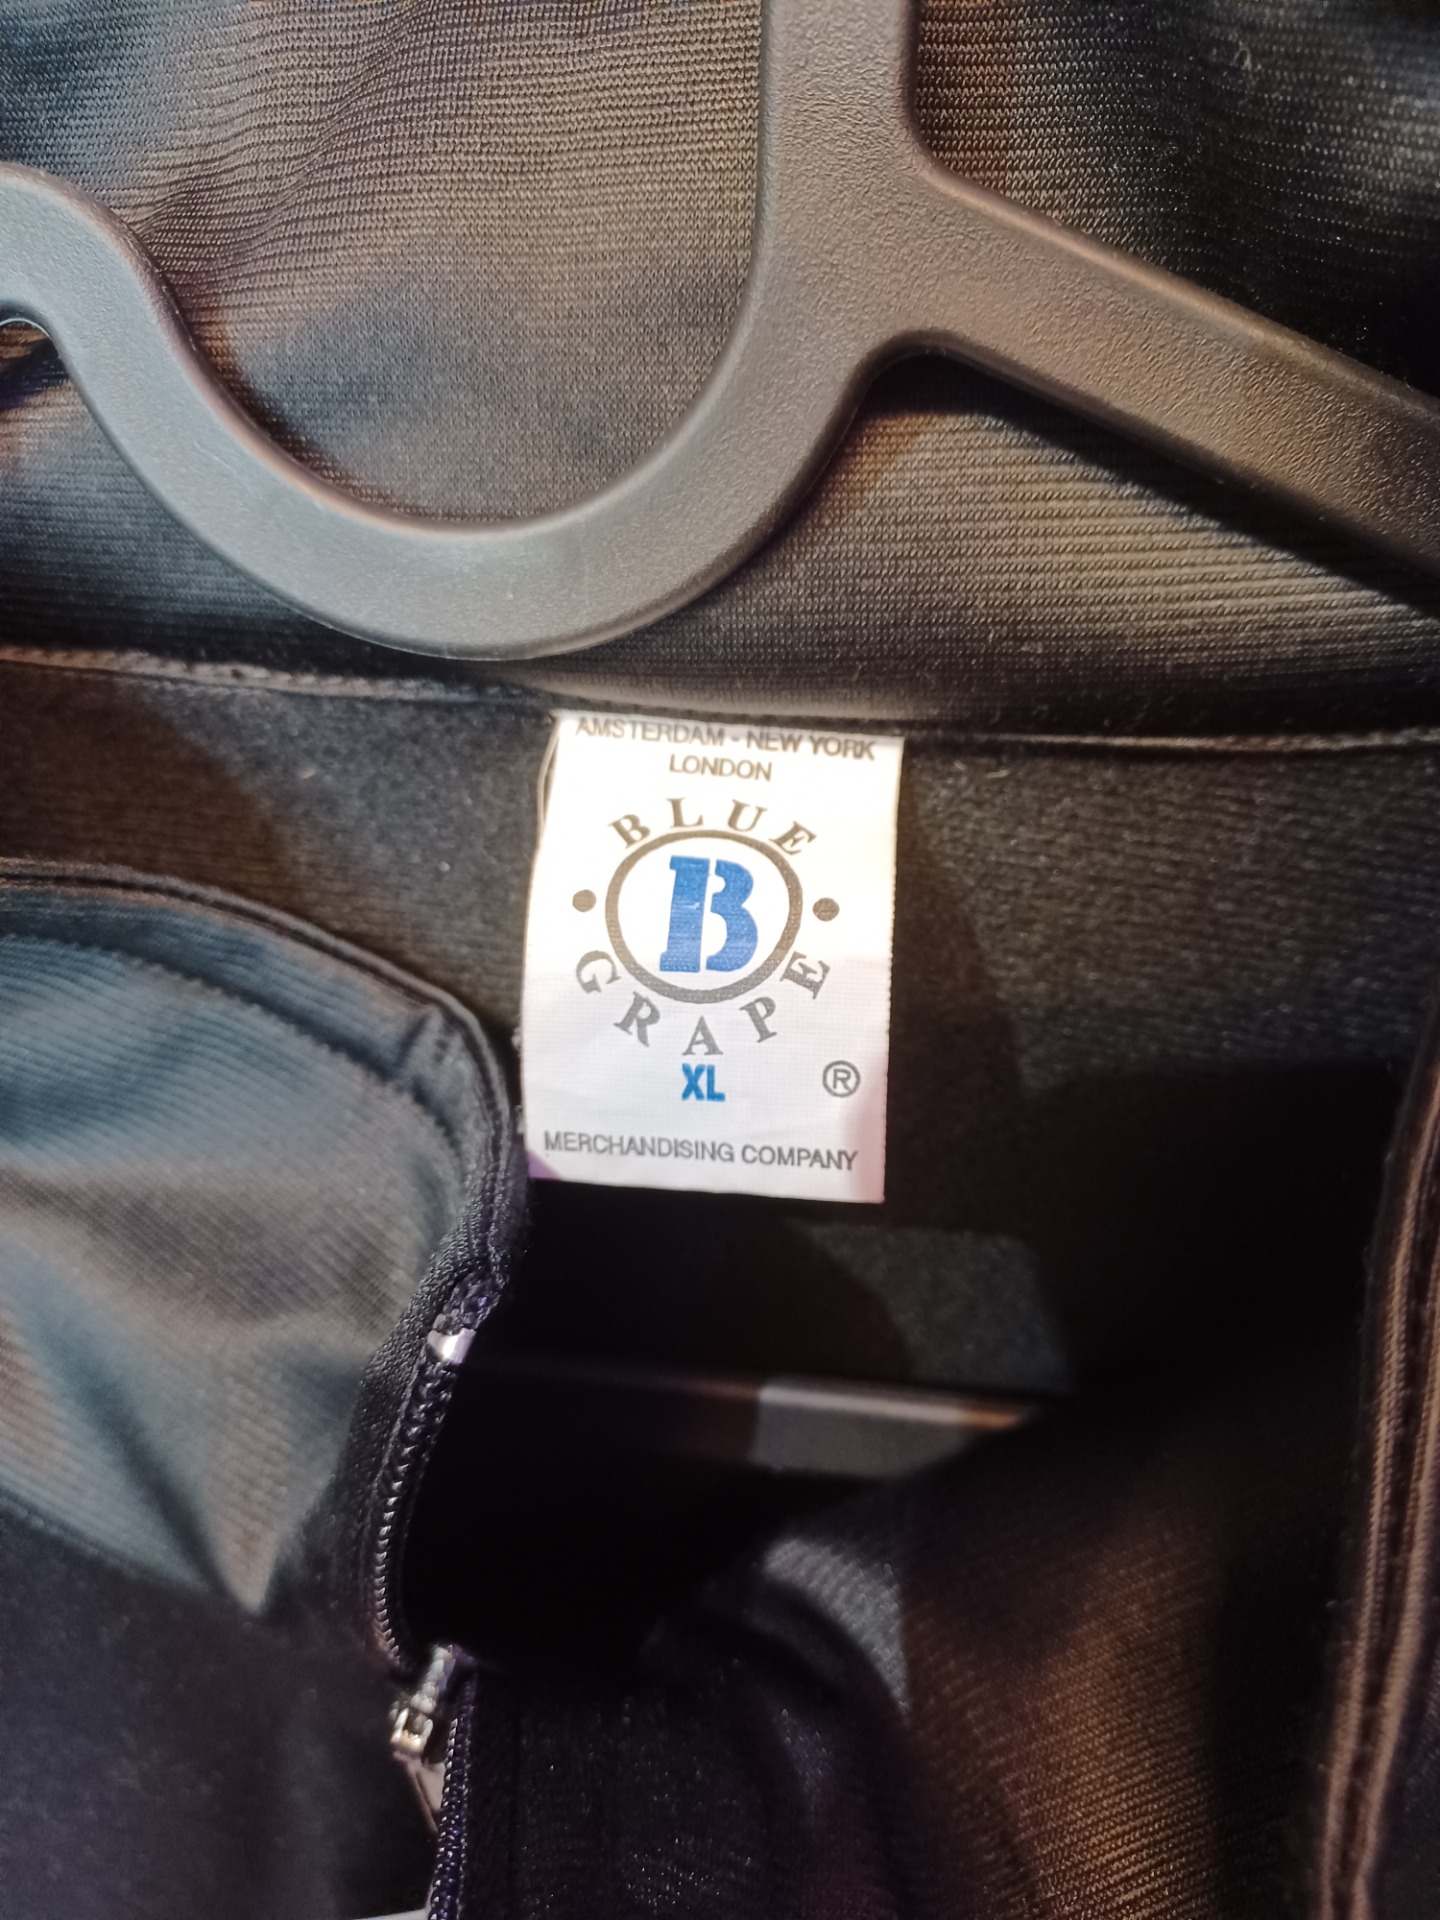 AMSTERDAM - NEW YORK
LONDON
BLUE
B
GRAPE
XL
®
MERCHANDISING COMPANY